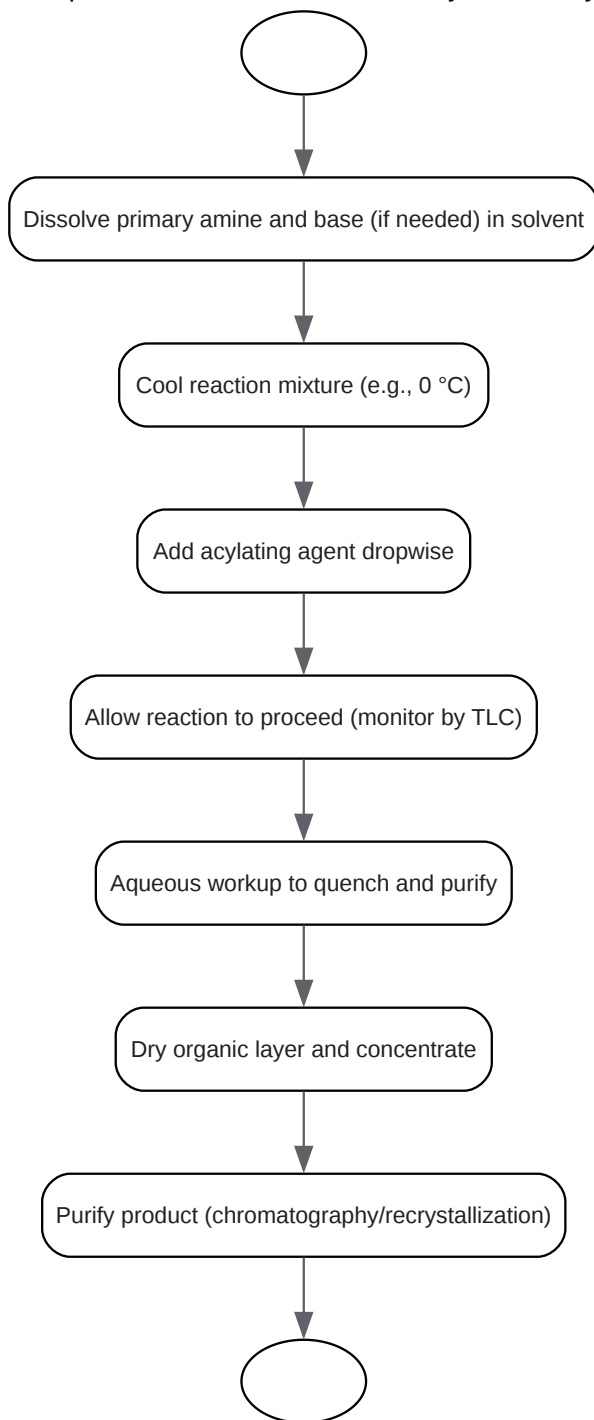 Dissolve primary amine and base (if needed) in solvent
Cool reaction mixture (e.g., 0 °C)
Add acylating agent dropwise
Allow reaction to proceed (monitor by TLC)
Aqueous workup to quench and purify
Dry organic layer and concentrate
Purify product (chromatography/recrystallization)